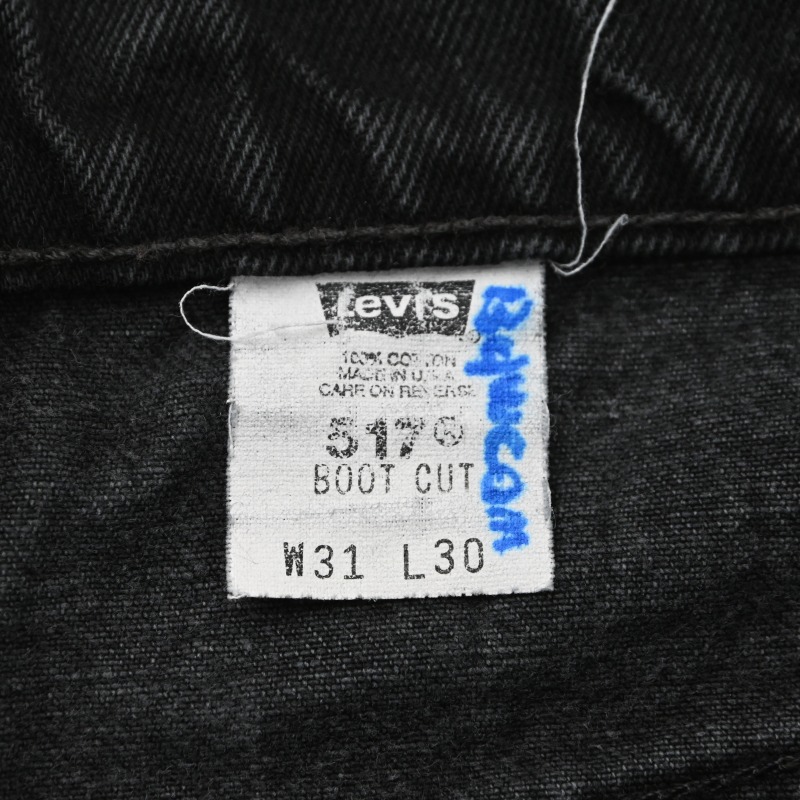 Levi's
®
100% COTTON
MADE IN U.S.A.
CARE ON REVERSE
517®
BOOT CUT
W31 L30